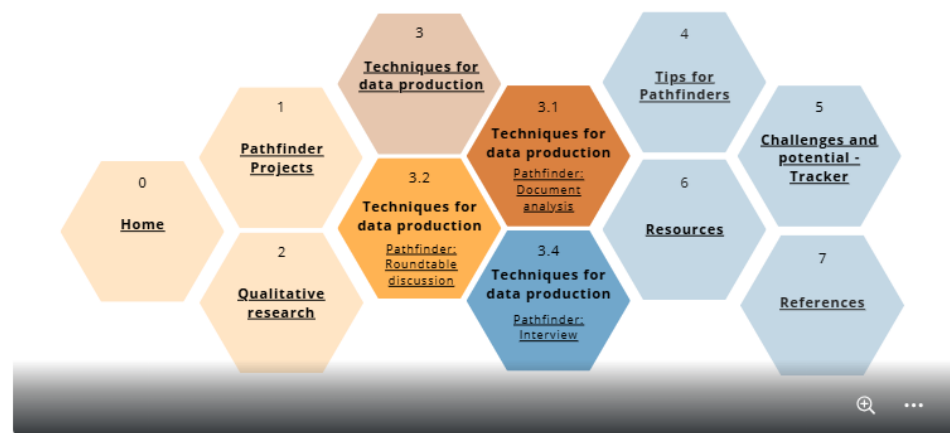 0
Home
1
Pathfinder
Projects
2
Qualitative
research
3
Techniques for
data production
3.2
Techniques for
data production
Pathfinder:
Roundtable
discussion
3.1
Techniques for
data production
Pathfinder:
Document
analysis
3.4
Techniques for
data production
Pathfinder:
Interview
4
Tips for
Pathfinders
6
Resources
5
Challenges and
potential -
Tracker
7
References